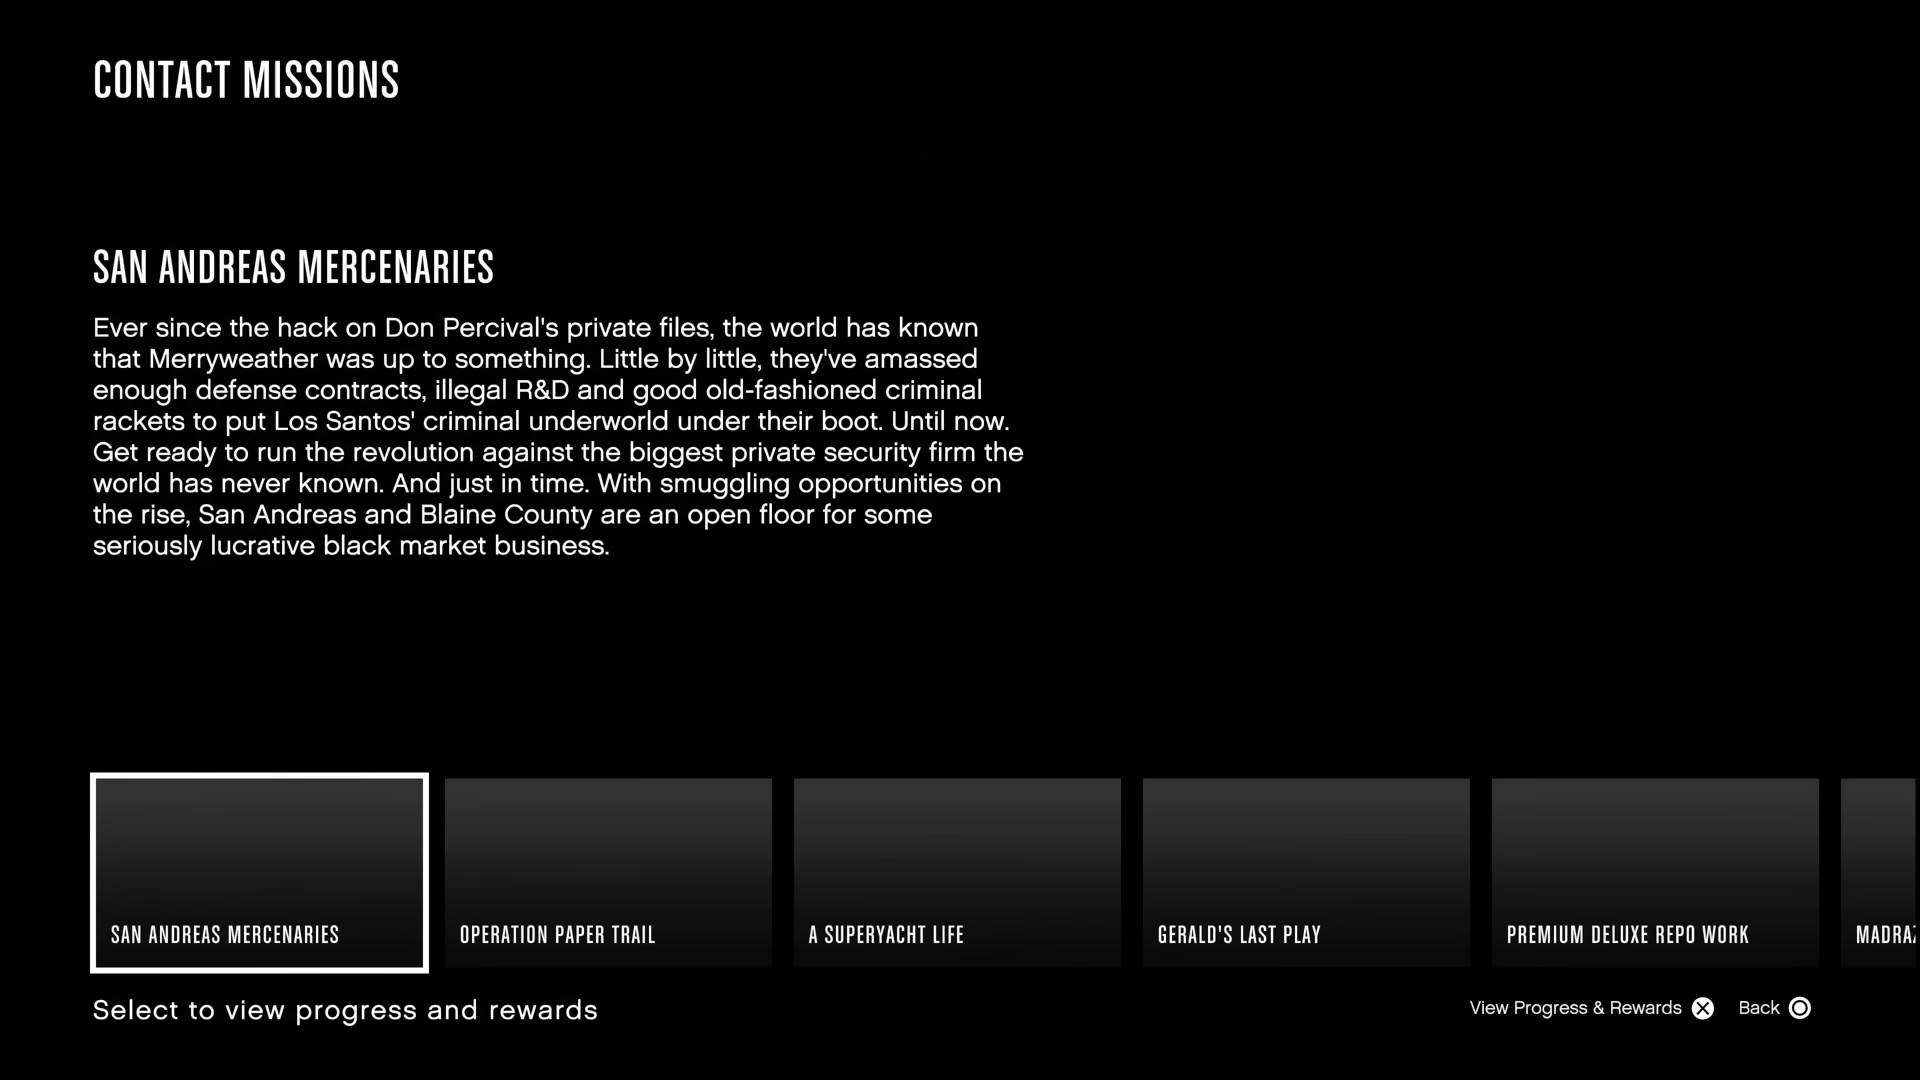 CONTACT MISSIONS
SAN ANDREAS MERCENARIES
Ever since the hack on Don Percival's private files, the world has known
that Merryweather was up to something. Little by little, they've amassed
enough defense contracts, illegal R&D and good old-fashioned criminal
rackets to put Los Santos' criminal underworld under their boot. Until now.
Get ready to run the revolution against the biggest private security firm the
world has never known. And just in time. With smuggling opportunities on
the rise, San Andreas and Blaine County are an open floor for some
seriously lucrative black market business.
SAN ANDREAS MERCENARIES
OPERATION PAPER TRAIL
A SUPERYACHT LIFE
GERALD'S LAST PLAY
PREMIUM DELUXE REPO WORK
Select to view progress and rewards
View Progress & Rewards
Back